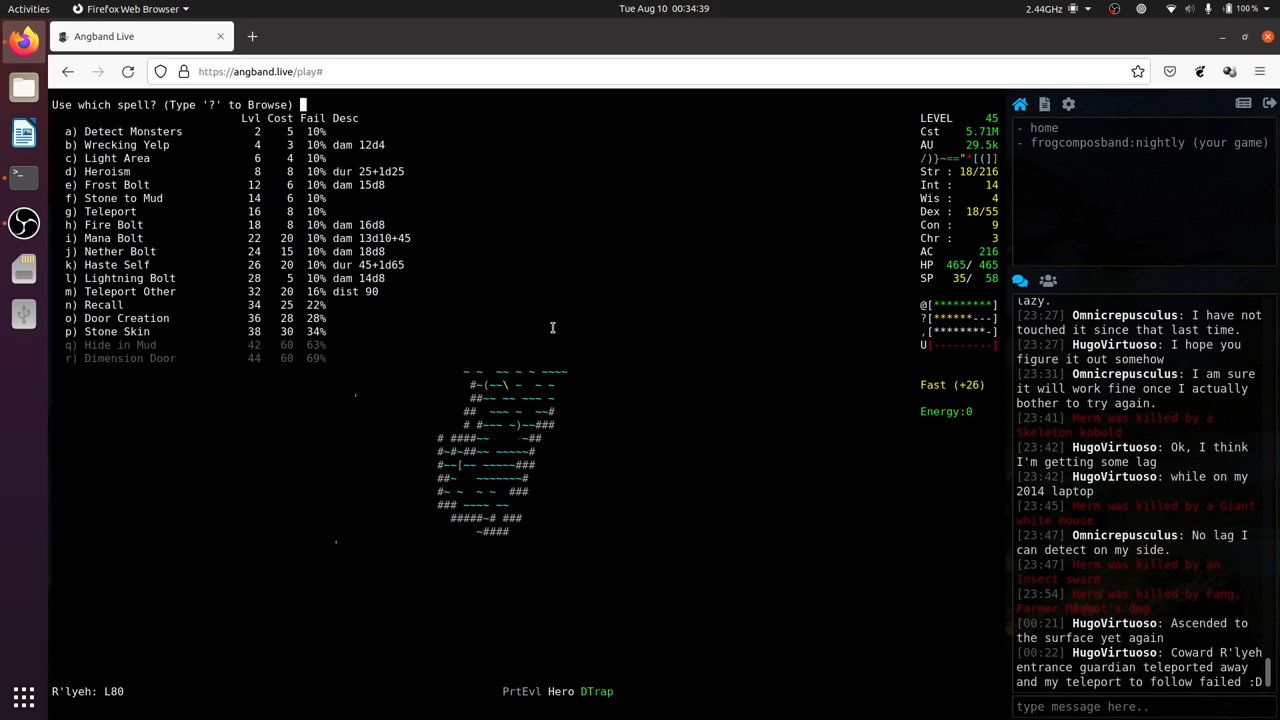 Activities
Firefox Web Browser
Tue Aug 10 00:34:39
2.44GHz
100 %
Angband Live
https://angband.live/play#
Use which spell? (Type '?' to Browse)
Lvl Cost Fail Desc
a) Detect Monsters 2 5 10%
b) Wrecking Yelp 4 3 10% dam 12d4
c) Light Area 6 4 10%
d) Heroism 8 8 10% dur 25+1d25
e) Frost Bolt 12 6 10% dam 15d8
f) Stone to Mud 14 6 10%
g) Teleport 16 8 10%
h) Fire Bolt 18 8 10% dam 16d8
i) Mana Bolt 22 20 10% dam 13d10+45
j) Nether Bolt 24 15 10% dam 18d8
k) Haste Self 26 20 10% dur 45+1d65
l) Lightning Bolt 28 5 10% dam 14d8
m) Teleport Other 32 20 16% dist 90
n) Recall 34 25 22%
o) Door Creation 36 28 28%
p) Stone Skin 38 30 34%
q) Hide in Mud 42 60 63%
r) Dimension Door 44 60 69%
~ ~ ~~ ~ ~ ~~~~
#~(~~\ ~ ~ ~
##~~ ~~ ~~~ ~
## ~~~ ~ ~~#
# #~~~ ~)~~###
# ####~~ -~##
#~#~##~~ ~~~~~#
#~~[~~ ~~~~~###
##~ ~~~~~~~#
#~ ~ ~ ~ ###
### ~~~~ ~~
#####~# ###
~####
LEVEL 45
Cst 5.71M
AU 29.5k
/)}~=="*[(]]
Str : 18/216
Int : 14
Wis : 4
Dex : 18/55
Con : 9
Chr : 3
AC 216
HP 465/ 465
SP 35/ 58
@[*********]
?[******---]
,[********-]
U[---------]
Fast (+26)
Energy:0
R'lyeh: L80
PrtEvl Hero DTrap
- home
- frogcomposband:nightly (your game)
lazy.
[23:27] Omnicrepusculus: I have not
touched it since that last time.
[23:27] HugoVirtuoso: I hope you
figure it out somehow
[23:31] Omnicrepusculus: I am sure
it will work fine once I actually
bother to try again.
[23:41] Herm was killed by a
Skeleton kobold
[23:42] HugoVirtuoso: Ok, I think
I'm getting some lag
[23:42] HugoVirtuoso: while on my
2014 laptop
[23:45] Herm was killed by a Giant
white mouse
[23:47] Omnicrepusculus: No lag I
can detect on my side.
[23:47] Herm was killed by an
Insect swarm
[23:54] Herm was killed by Fang,
Farmer Maggot's dog
[00:21] HugoVirtuoso: Ascended to
the surface yet again
[00:22] HugoVirtuoso: Coward R'lyeh
entrance guardian teleported away
and my teleport to follow failed :D
type message here..